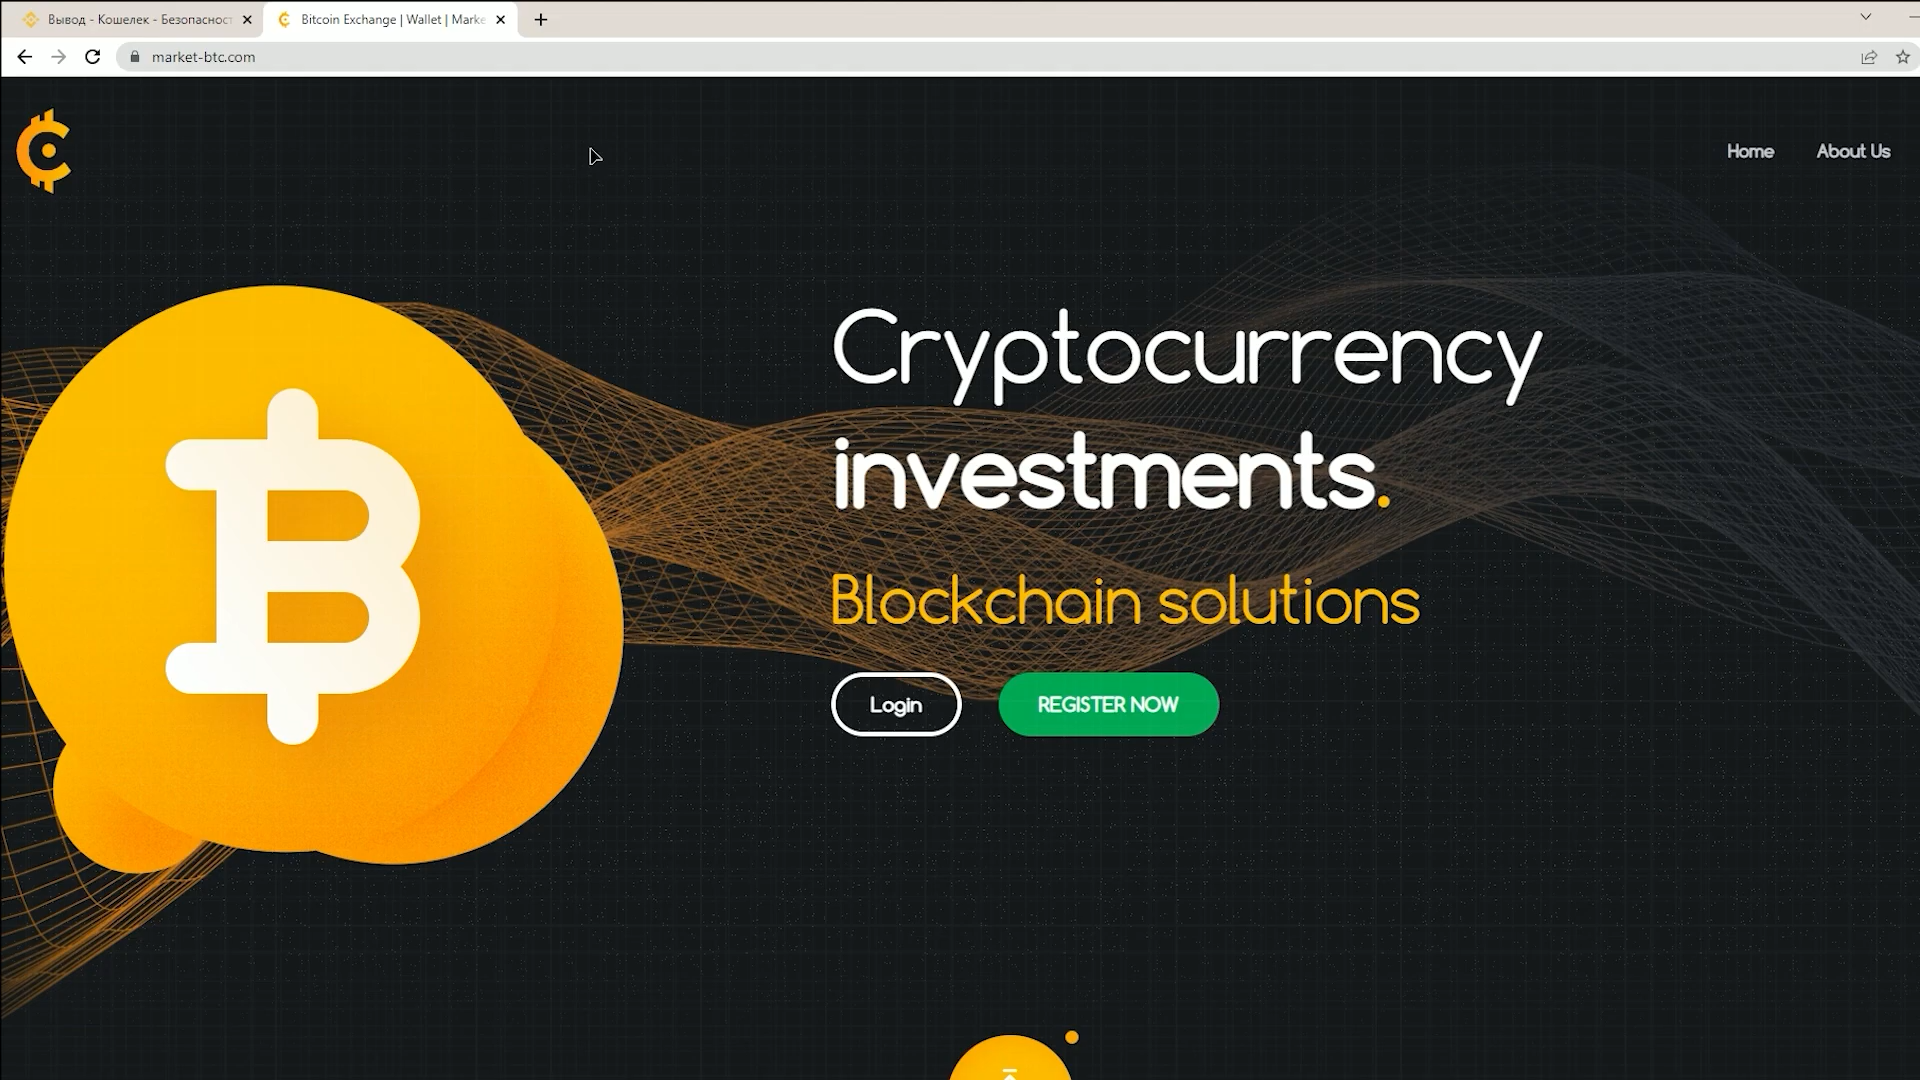 Вывод - Кошелек - Безопасност
Bitcoin Exchange | Wallet | Marke
market-btc.com
Home
About Us
Cryptocurrency
investments.
Blockchain solutions
Login
REGISTER NOW